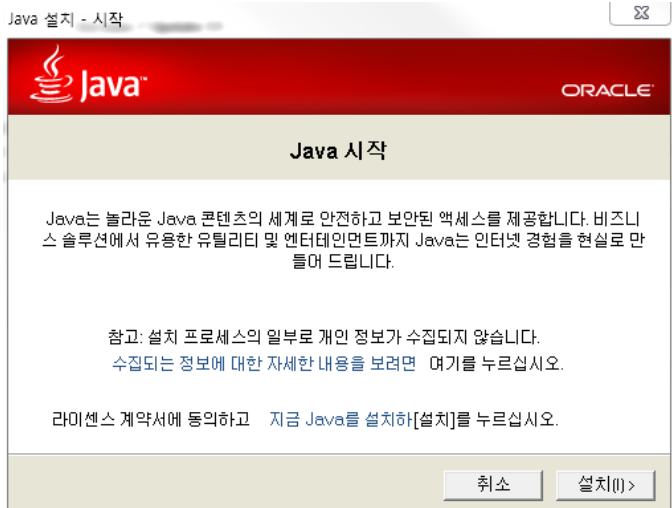 Java 설치 - 시작
Java™
ORACLE
Java 시작
Java는 놀라운 Java 콘텐츠의 세계로 안전하고 보안된 액세스를 제공합니다. 비즈니
스 솔루션에서 유용한 유틸리티 및 엔터테인먼트까지 Java는 인터넷 경험을 현실로 만
들어 드립니다.
참고: 설치 프로세스의 일부로 개인 정보가 수집되지 않습니다.
수집되는 정보에 대한 자세한 내용을 보려면 여기를 누르십시오.
라이센스 계약서에 동의하고 지금 Java를 설치하[설치]를 누르십시오.
취소 설치(I)>